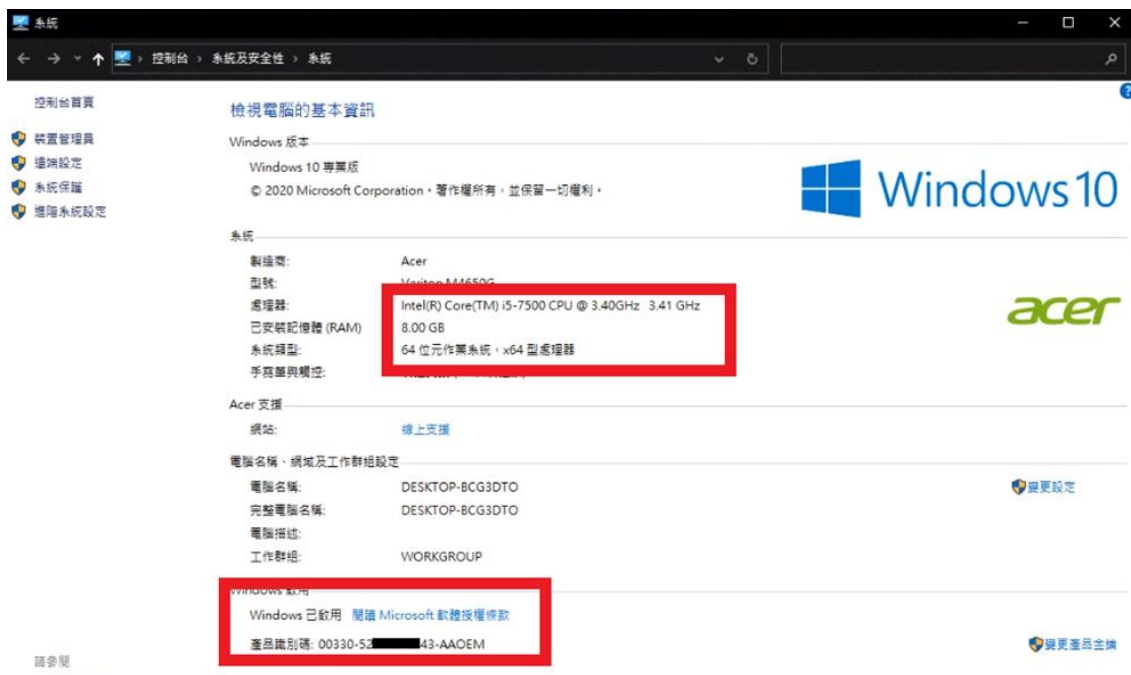 系統
控制台 › 系統及安全性 › 系統
控制台首頁
裝置管理員
遠端設定
系統保護
進階系統設定
請參閱
檢視電腦的基本資訊
Windows 版本
Windows 10 專業版
© 2020 Microsoft Corporation。著作權所有，並保留一切權利。
Windows 10
系統
製造商: Acer
型號: Veriton M4650G
處理器: Intel(R) Core(TM) i5-7500 CPU @ 3.40GHz 3.41 GHz
已安裝記憶體 (RAM) 8.00 GB
系統類型: 64 位元作業系統，x64 型處理器
手寫筆與觸控:
acer
Acer 支援
網站: 線上支援
電腦名稱、網域及工作群組設定
電腦名稱: DESKTOP-BCG3DTO
變更設定
完整電腦名稱: DESKTOP-BCG3DTO
電腦描述:
工作群組: WORKGROUP
Windows 啟用
Windows 已啟用 閱讀 Microsoft 軟體授權條款
產品識別碼: 00330-52 43-AAOEM
變更產品金鑰